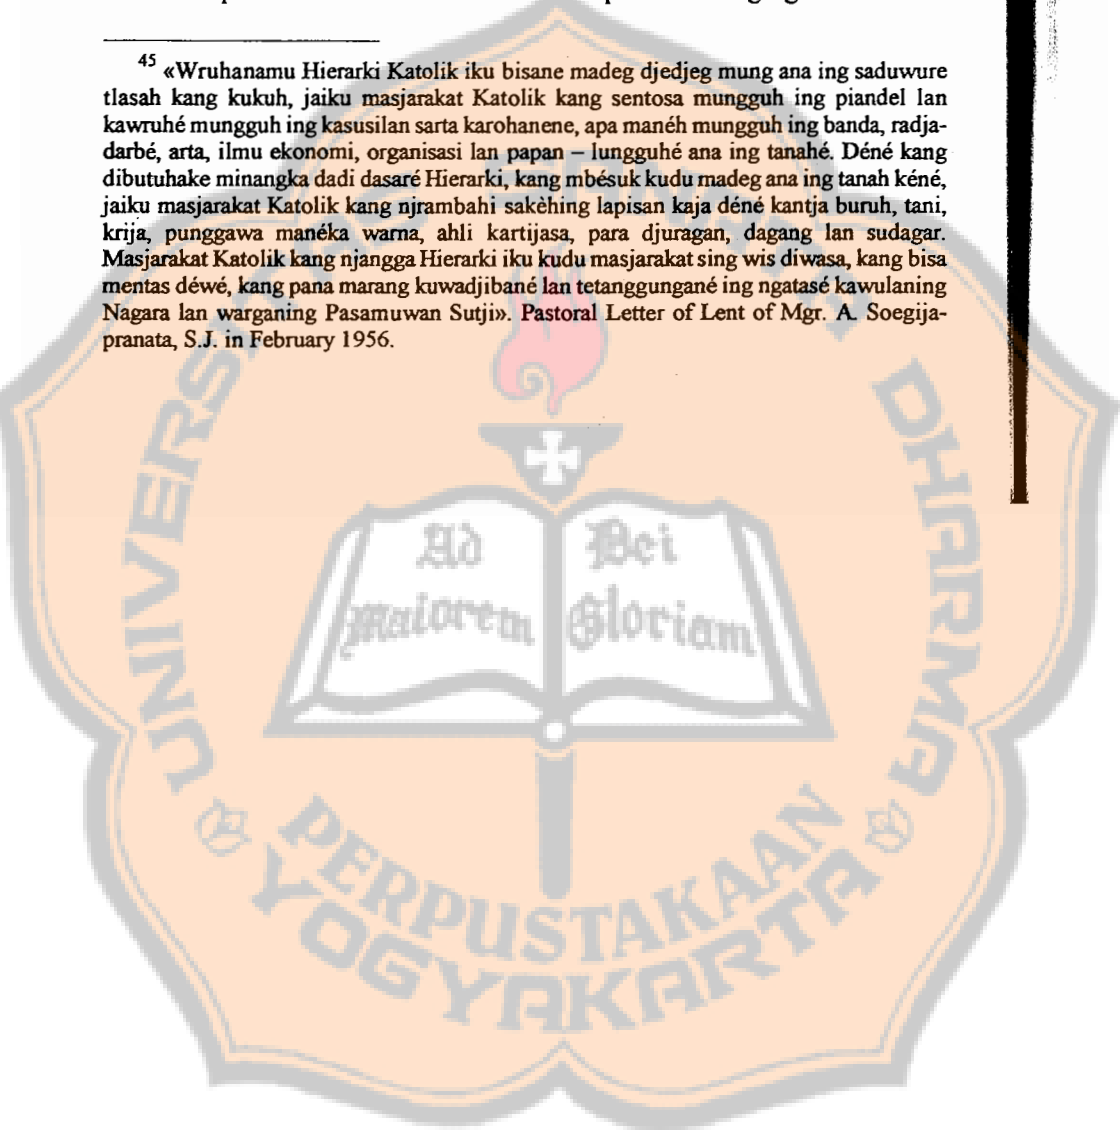 45 «Wruhanamu Hierarki Katolik iku bisane madeg djedjeg mung ana ing saduwure
tlasah kang kukuh, jaiku masjarakat Katolik kang sentosa mungguh ing piandel lan
kawruhé mungguh ing kasusilan sarta karohanene, apa manéh mungguh ing banda, radja-
darbé, arta, ilmu ekonomi, organisasi lan papan – lungguhé ana ing tanahé. Déné kang
dibutuhake minangka dadi dasaré Hierarki, kang mbésuk kudu madeg ana ing tanah kéné,
jaiku masjarakat Katolik kang njrambahi sakèhing lapisan kaja déné kantja buruh, tani,
krija, punggawa manéka warna, ahli kartijasa, para djuragan, dagang lan sudagar.
Masjarakat Katolik kang njangga Hierarki iku kudu masjarakat sing wis diwasa, kang bisa
mentas déwé, kang pana marang kuwadjibané lan tetanggungané ing ngatasé kawulaning
Nagara lan warganing Pasamuwan Sutji». Pastoral Letter of Lent of Mgr. A. Soegija-
pranata, S.J. in February 1956.
UNIVERSITAS SANATA DHARMA
Ad Dei
maiorem Gloriam
PERPUSTAKAAN
YOGYAKARTA